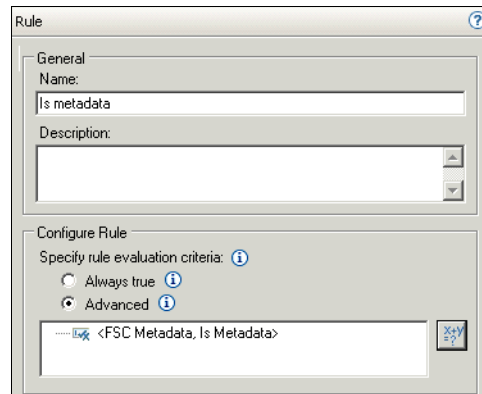 Rule
?
General
Name:
Is metadata
Description:
Configure Rule
Specify rule evaluation criteria: i
Always true i
Advanced i
<FSC Metadata, Is Metadata>
x+y
=?